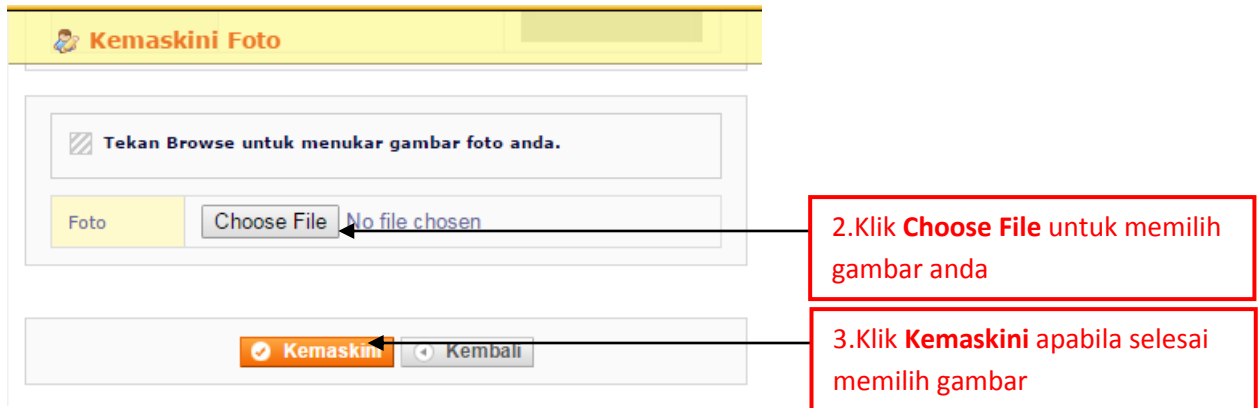 Kemaskini Foto
Tekan Browse untuk menukar gambar foto anda.
Foto Choose File No file chosen
2.Klik Choose File untuk memilih
gambar anda
Kemaskini Kembali
3.Klik Kemaskini apabila selesai
memilih gambar